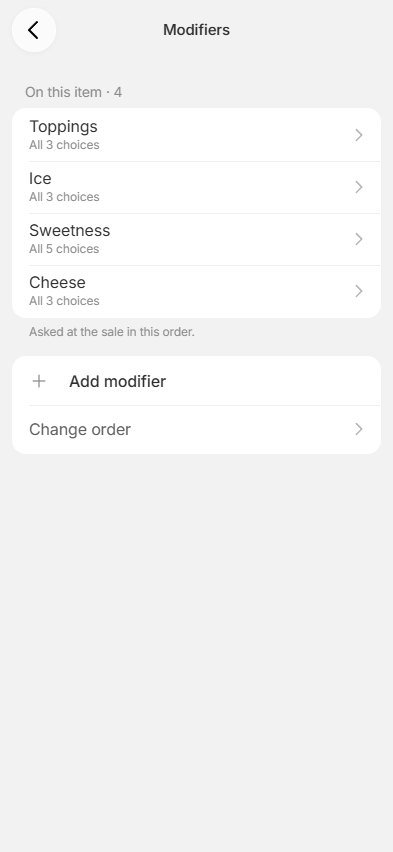 Modifiers
On this item · 4
Toppings
All 3 choices
Ice
All 3 choices
Sweetness
All 5 choices
Cheese
All 3 choices
Asked at the sale in this order.
Add modifier
Change order